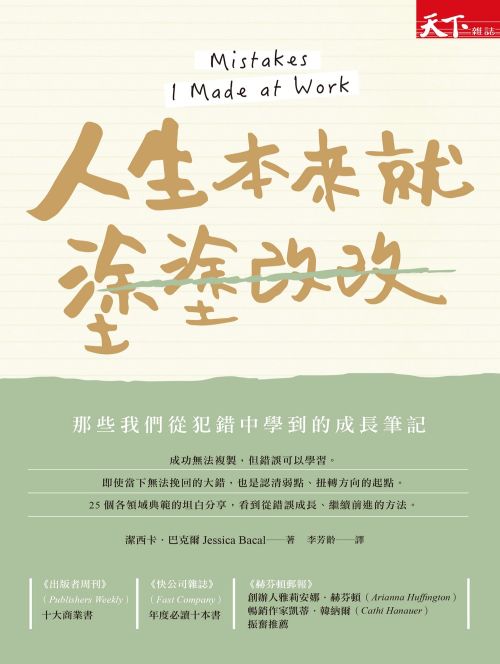 天下雜誌
Mistakes
I Made at Work
人生本來就
塗塗改改
那些我們從犯錯中學到的成長筆記
成功無法複製，但錯誤可以學習。
即使當下無法挽回的大錯，也是認清弱點、扭轉方向的起點。
25 個各領域典範的坦白分享，看到從錯誤成長、繼續前進的方法。
潔西卡．巴克爾 Jessica Bacal──著 李芳齡──譯
《出版者周刊》
（Publishers Weekly）
十大商業書
《快公司雜誌》
（Fast Company）
年度必讀十本書
《赫芬頓郵報》
創辦人雅莉安娜．赫芬頓（Arianna Huffington）
暢銷作家凱蒂．韓納爾（Cathi Hanauer）
振奮推薦